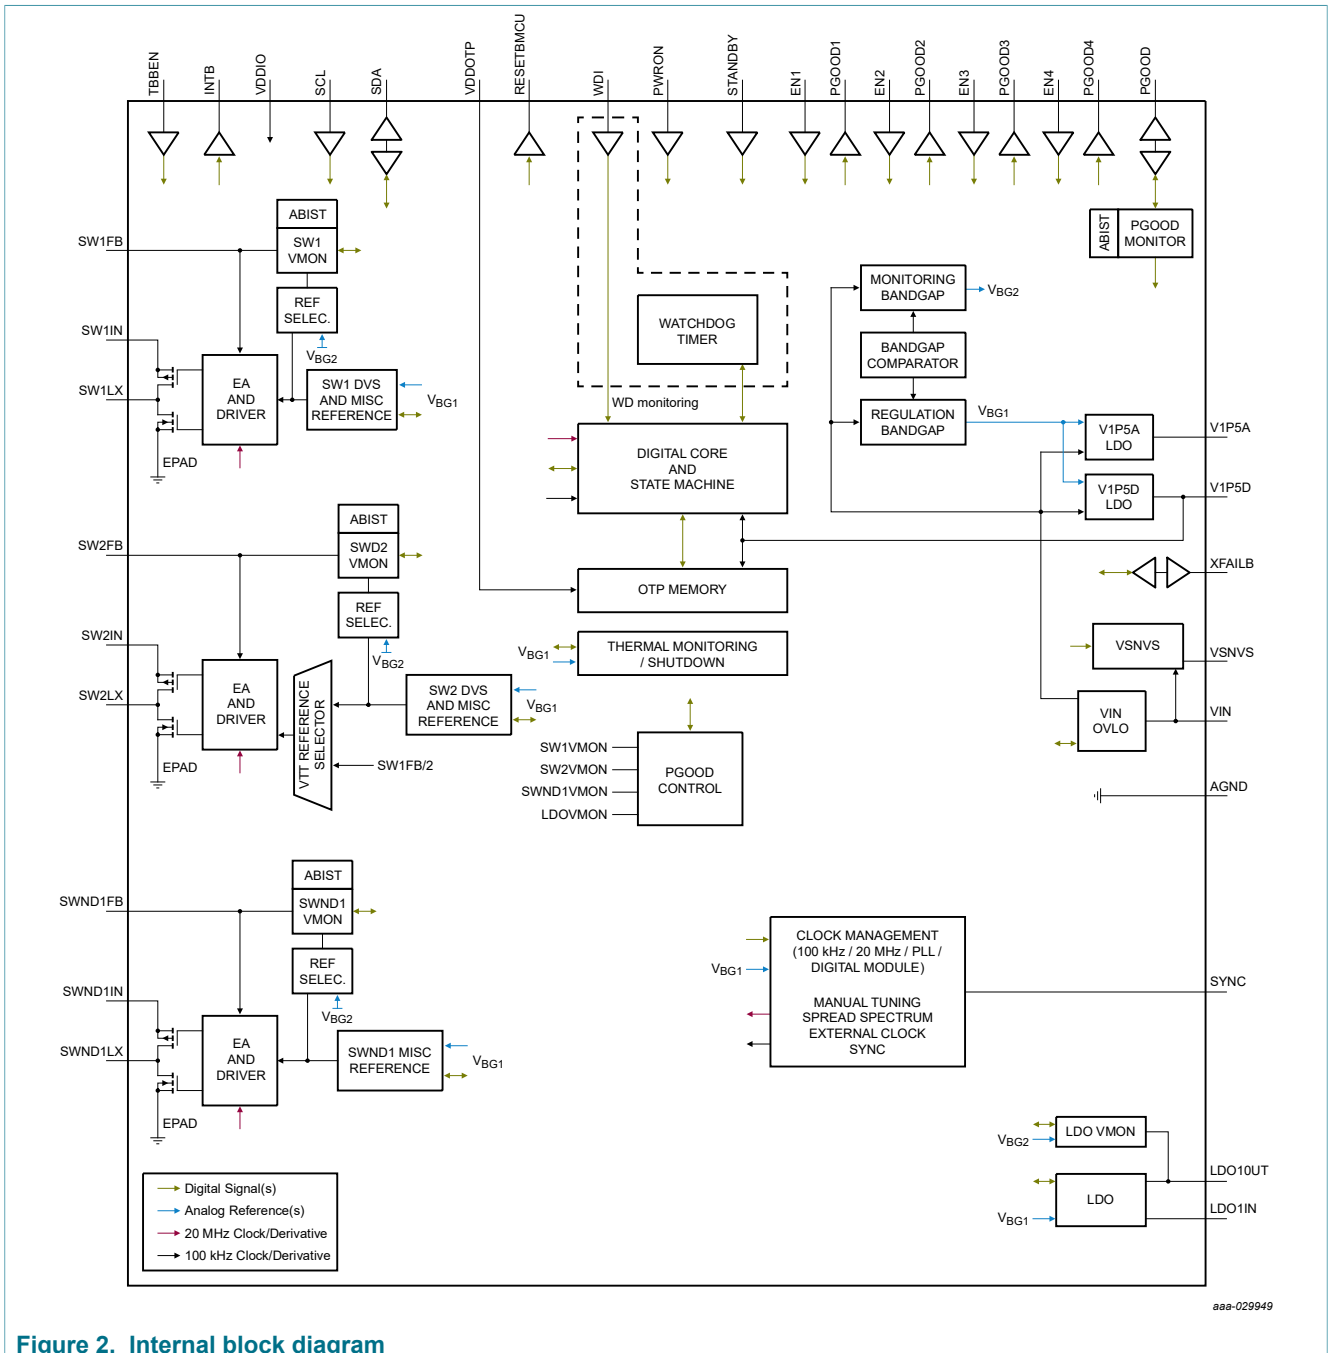 TBBEN
INTB
VDDIO
SCL
SDA
VDDOTP
RESETBMCU
WDI
PWRON
STANDBY
EN1
PGOOD1
EN2
PGOOD2
EN3
PGOOD3
EN4
PGOOD4
PGOOD
ABIST
PGOOD
MONITOR
SW1FB
ABIST
SW1
VMON
REF
SELEC.
VBG2
SW1IN
SW1LX
EA
AND
DRIVER
SW1 DVS
AND MISC
REFERENCE
VBG1
EPAD
WATCHDOG
TIMER
WD monitoring
DIGITAL CORE
AND
STATE MACHINE
OTP MEMORY
MONITORING
BANDGAP
VBG2
BANDGAP
COMPARATOR
REGULATION
BANDGAP
VBG1
V1P5A
LDO
V1P5A
V1P5D
LDO
V1P5D
XFAILB
SW2FB
ABIST
SWD2
VMON
REF
SELEC.
VBG2
SW2IN
SW2LX
EA
AND
DRIVER
VTT REFERENCE
SELECTOR
SW2 DVS
AND MISC
REFERENCE
VBG1
SW1FB/2
EPAD
VBG1
THERMAL MONITORING
/ SHUTDOWN
SW1VMON
SW2VMON
SWND1VMON
LDOVMON
PGOOD
CONTROL
VSNVS
VSNVS
VIN
OVLO
VIN
AGND
SWND1FB
ABIST
SWND1
VMON
REF
SELEC.
VBG2
SWND1IN
SWND1LX
EA
AND
DRIVER
SWND1 MISC
REFERENCE
VBG1
EPAD
VBG1
CLOCK MANAGEMENT
(100 kHz / 20 MHz / PLL /
DIGITAL MODULE)
MANUAL TUNING
SPREAD SPECTRUM
EXTERNAL CLOCK
SYNC
SYNC
VBG2
LDO VMON
VBG1
LDO
LDO10UT
LDO1IN
Digital Signal(s)
Analog Reference(s)
20 MHz Clock/Derivative
100 kHz Clock/Derivative
aaa-029949
Figure 2. Internal block diagram